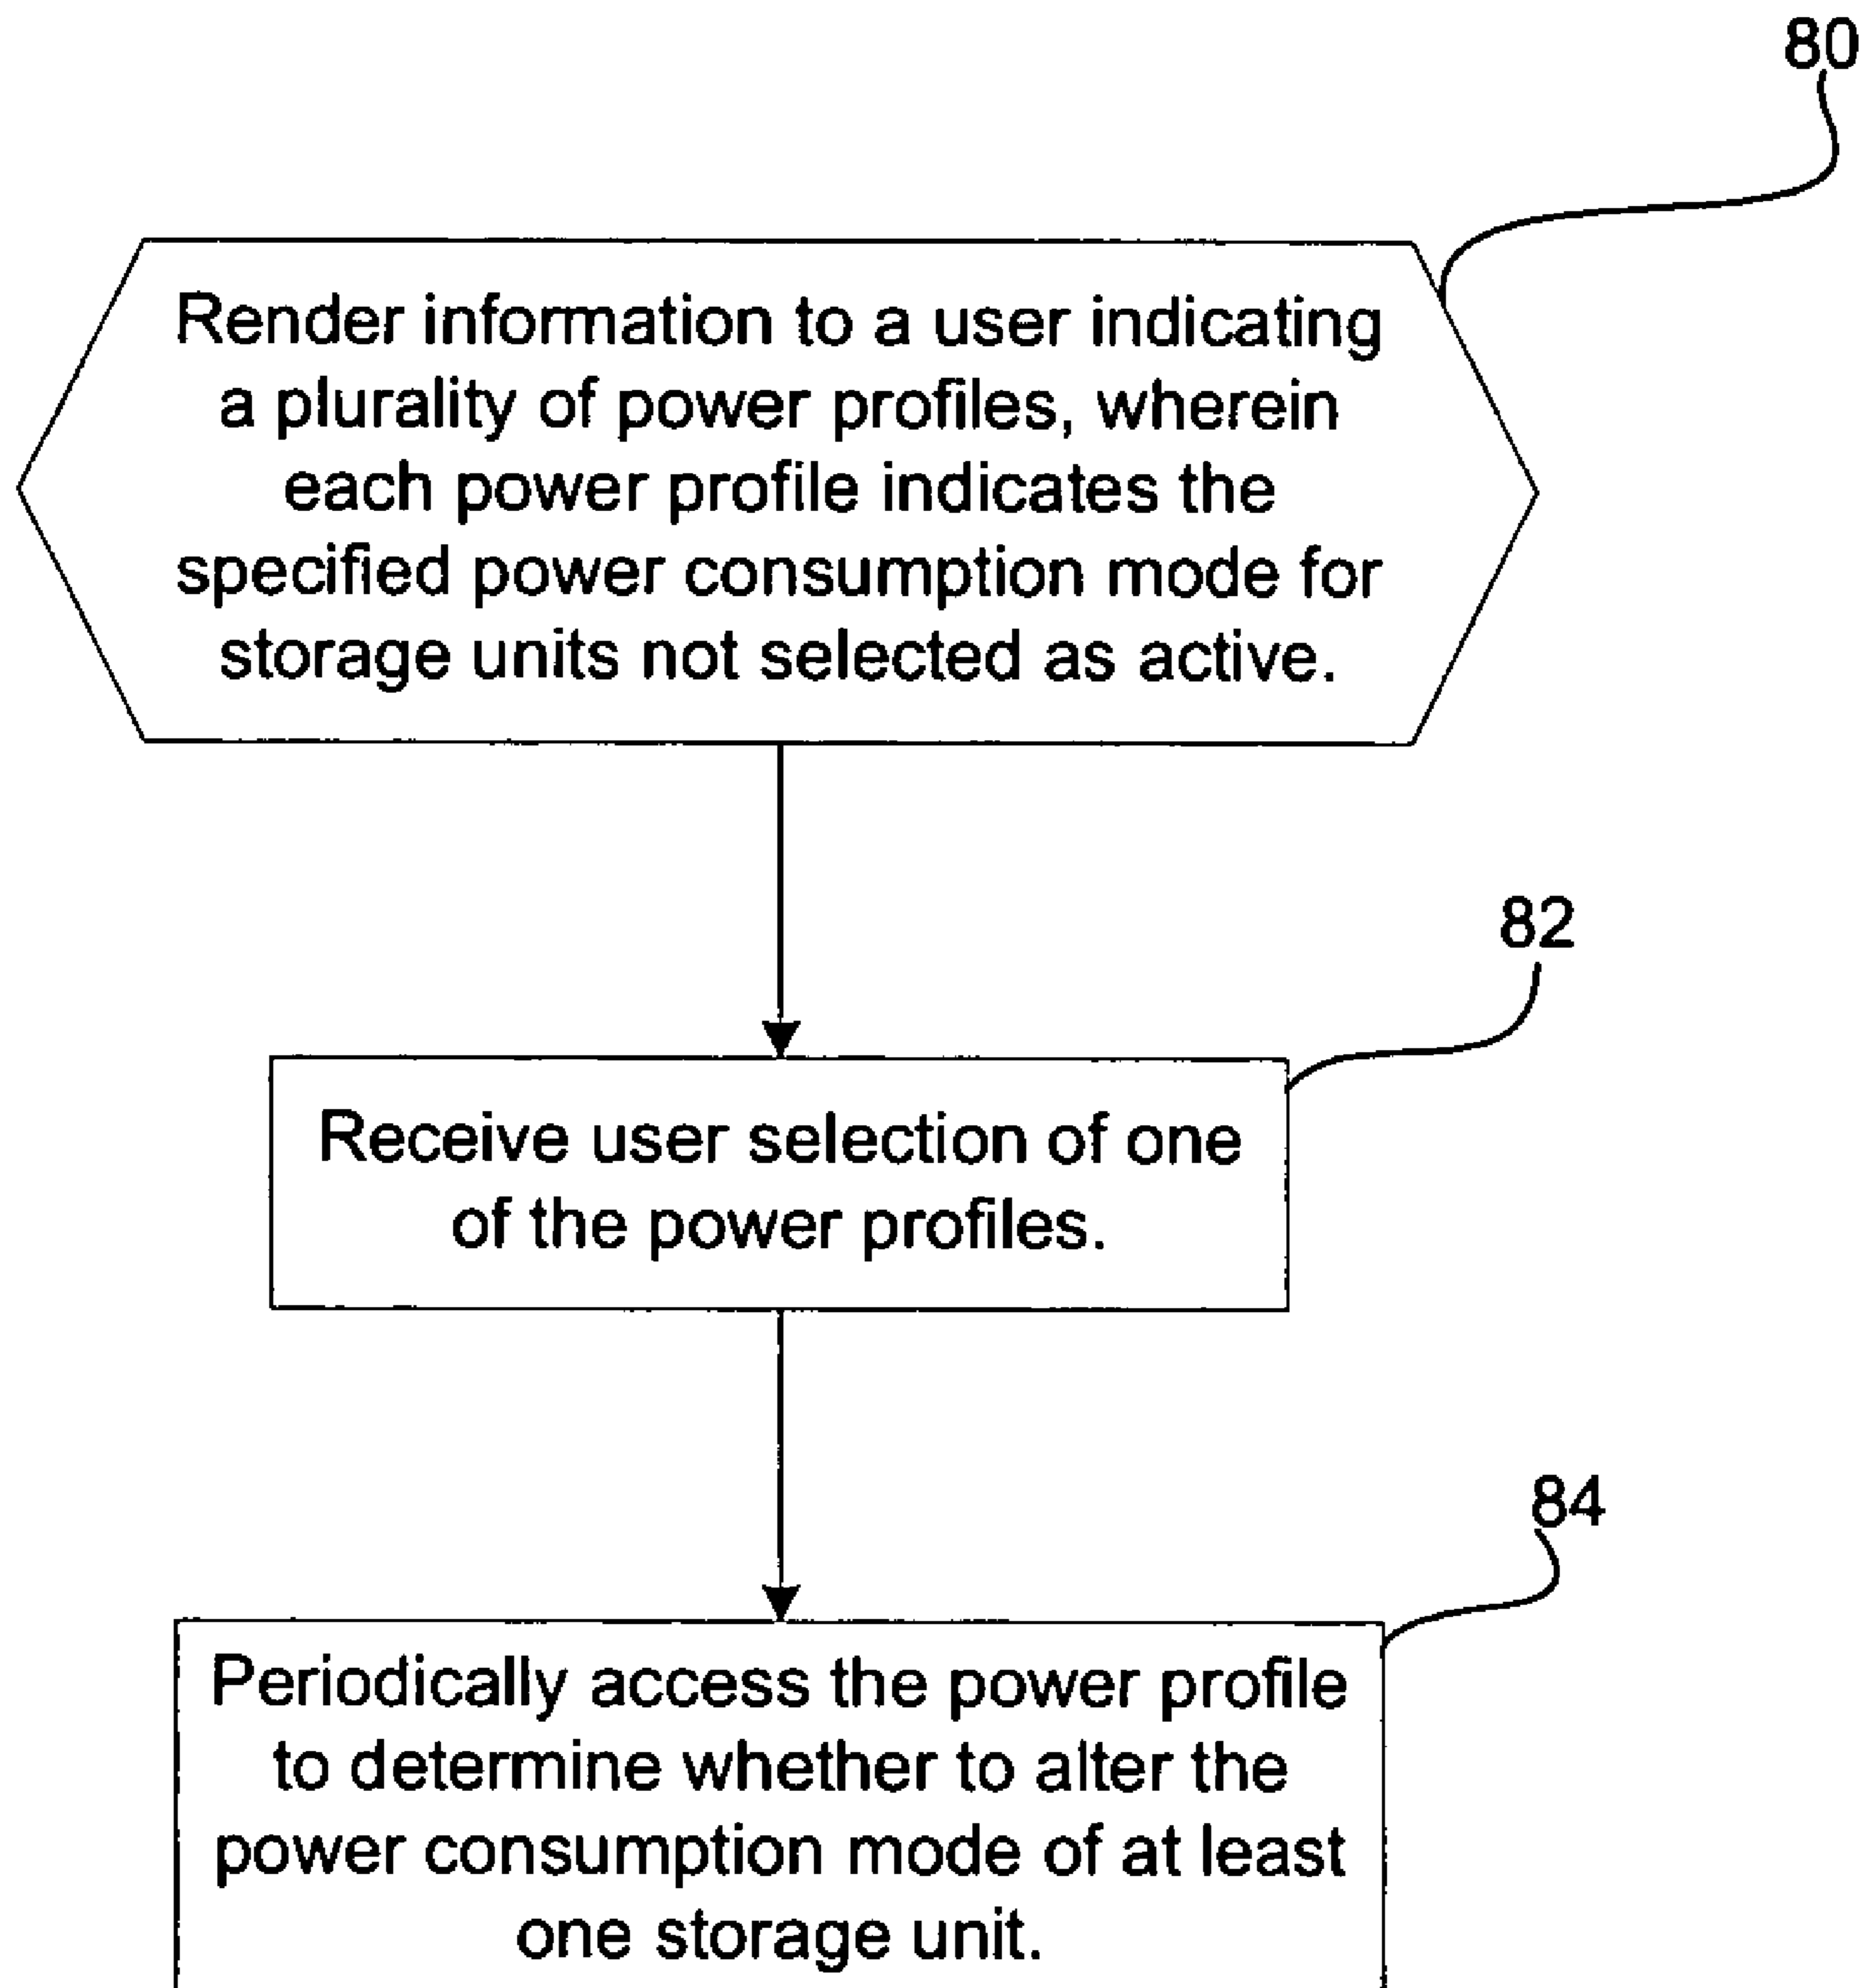 80
Render information to a user indicating
a plurality of power profiles, wherein
each power profile indicates the
specified power consumption mode for
storage units not selected as active.
82
Receive user selection of one
of the power profiles.
84
Periodically access the power profile
to determine whether to alter the
power consumption mode of at least
one storage unit.